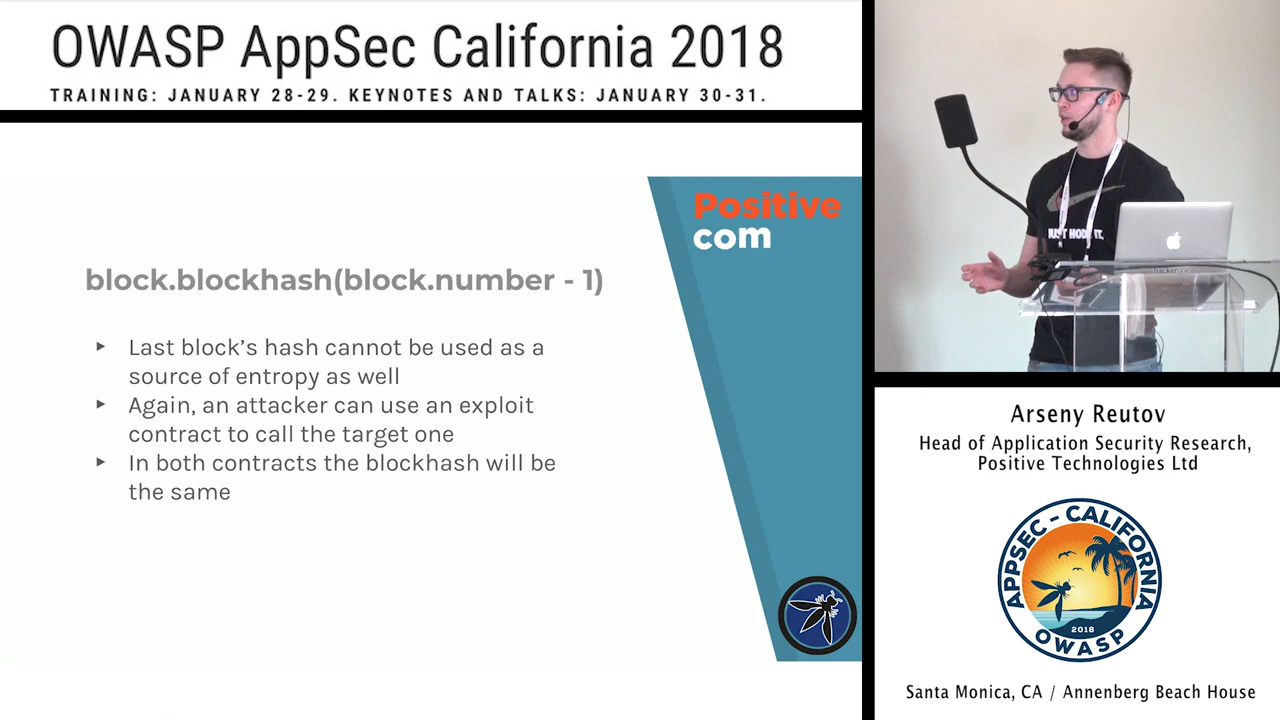 OWASP AppSec California 2018
TRAINING: JANUARY 28-29. KEYNOTES AND TALKS: JANUARY 30-31.
Positive
com
block.blockhash(block.number - 1)
▸ Last block's hash cannot be used as a
source of entropy as well
▸ Again, an attacker can use an exploit
contract to call the target one
▸ In both contracts the blockhash will be
the same
hackerone
Arseny Reutov
Head of Application Security Research,
Positive Technologies Ltd
APPSEC - CALIFORNIA
2018
OWASP
Santa Monica, CA / Annenberg Beach House